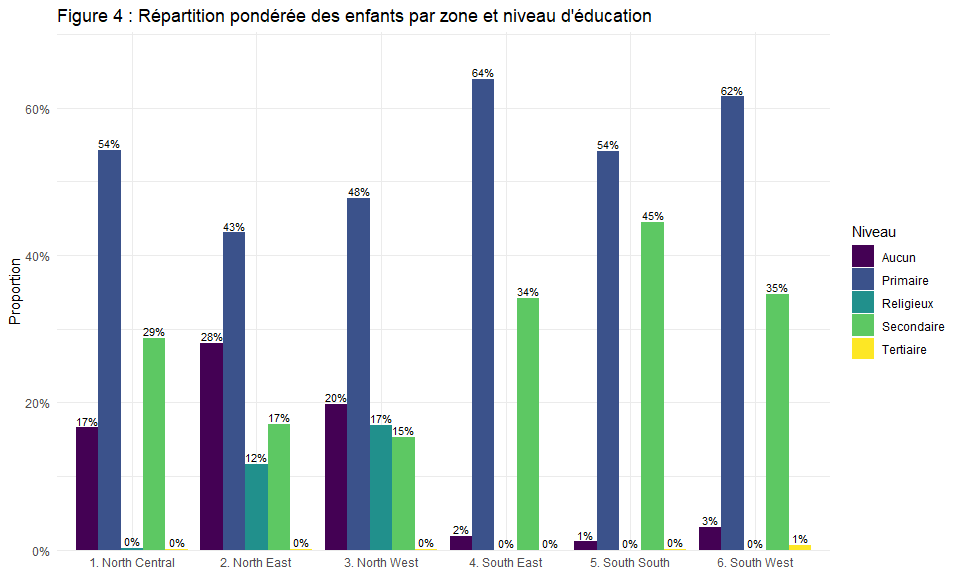 Figure 4 : Répartition pondérée des enfants par zone et niveau d'éducation
Proportion
60%
40%
20%
0%
17% 54% 0% 29% 0%
28% 43% 12% 17% 0%
20% 48% 17% 15% 0%
2% 64% 0% 34% 0%
1% 54% 0% 45% 0%
3% 62% 0% 35% 1%
1. North Central
2. North East
3. North West
4. South East
5. South South
6. South West
Niveau
Aucun
Primaire
Religieux
Secondaire
Tertiaire